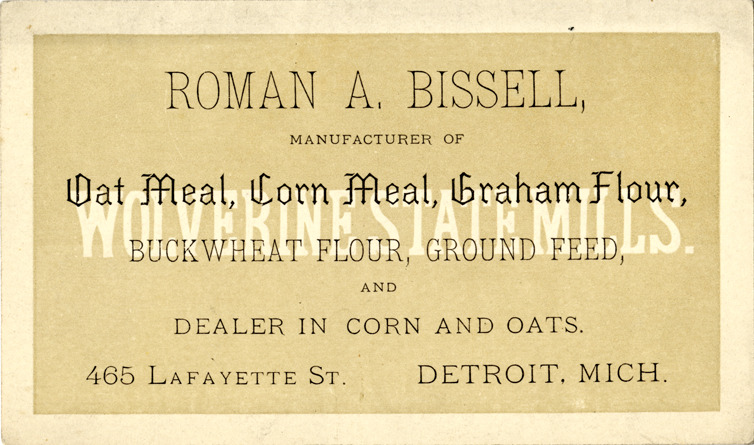 ROMAN A. BISSELL,
MANUFACTURER OF
Oat Meal, Corn Meal, Graham Flour,
WOLVERINE STATE MILLS.
BUCKWHEAT FLOUR, GROUND FEED,
AND
DEALER IN CORN AND OATS.
465 LAFAYETTE ST. DETROIT, MICH.